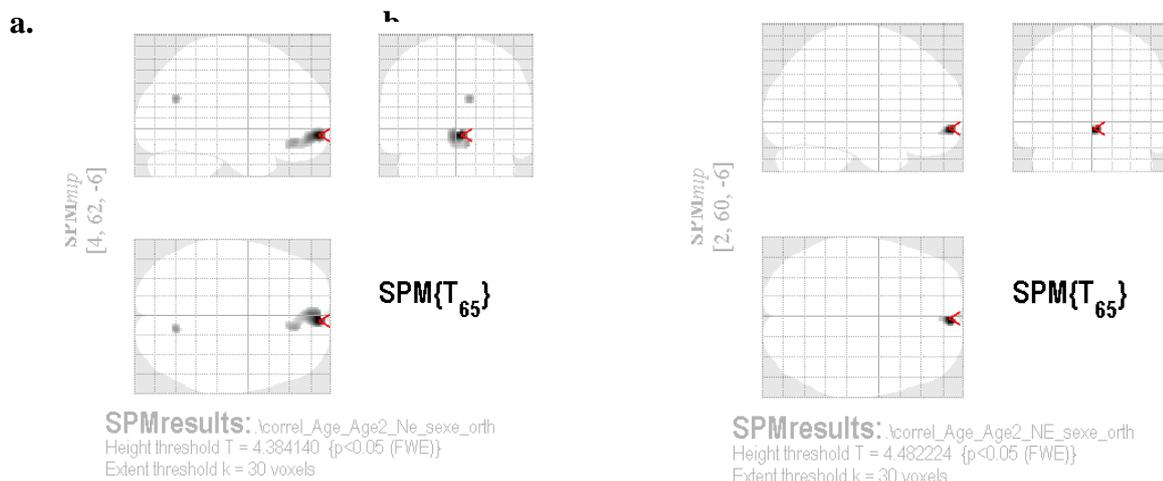 a.
SPMmip
[4, 62, -6]
SPM{T65}
SPMresults: .\correl_Age_Age2_Ne_sexe_orth
Height threshold T = 4.384140 {p<0.05 (FWE)}
Extent threshold k = 30 voxels
b
SPMmip
[2, 60, -6]
SPM{T65}
SPMresults: .\correl_Age_Age2_NE_sexe_orth
Height threshold T = 4.482224 {p<0.05 (FWE)}
Extent threshold k = 30 voxels